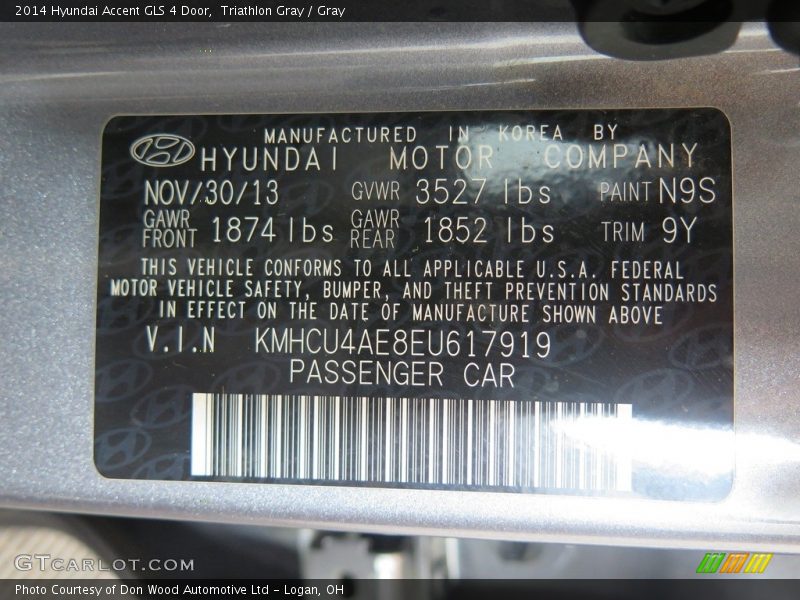 2014 Hyundai Accent GLS 4 Door,  Triathlon Gray / Gray
MANUFACTURED IN KOREA BY
HYUNDAI MOTOR COMPANY
NOV/30/13 GVWR 3527 lbs PAINT N9S
GAWR FRONT 1874 lbs GAWR REAR 1852 lbs TRIM 9Y
THIS VEHICLE CONFORMS TO ALL APPLICABLE U.S.A. FEDERAL
MOTOR VEHICLE SAFETY, BUMPER, AND THEFT PREVENTION STANDARDS
IN EFFECT ON THE DATE OF MANUFACTURE SHOWN ABOVE
V.I.N KMHCU4AE8EU617919
PASSENGER CAR
GTCarLot.com
Photo Courtesy of Don Wood Automotive Ltd - Logan, OH